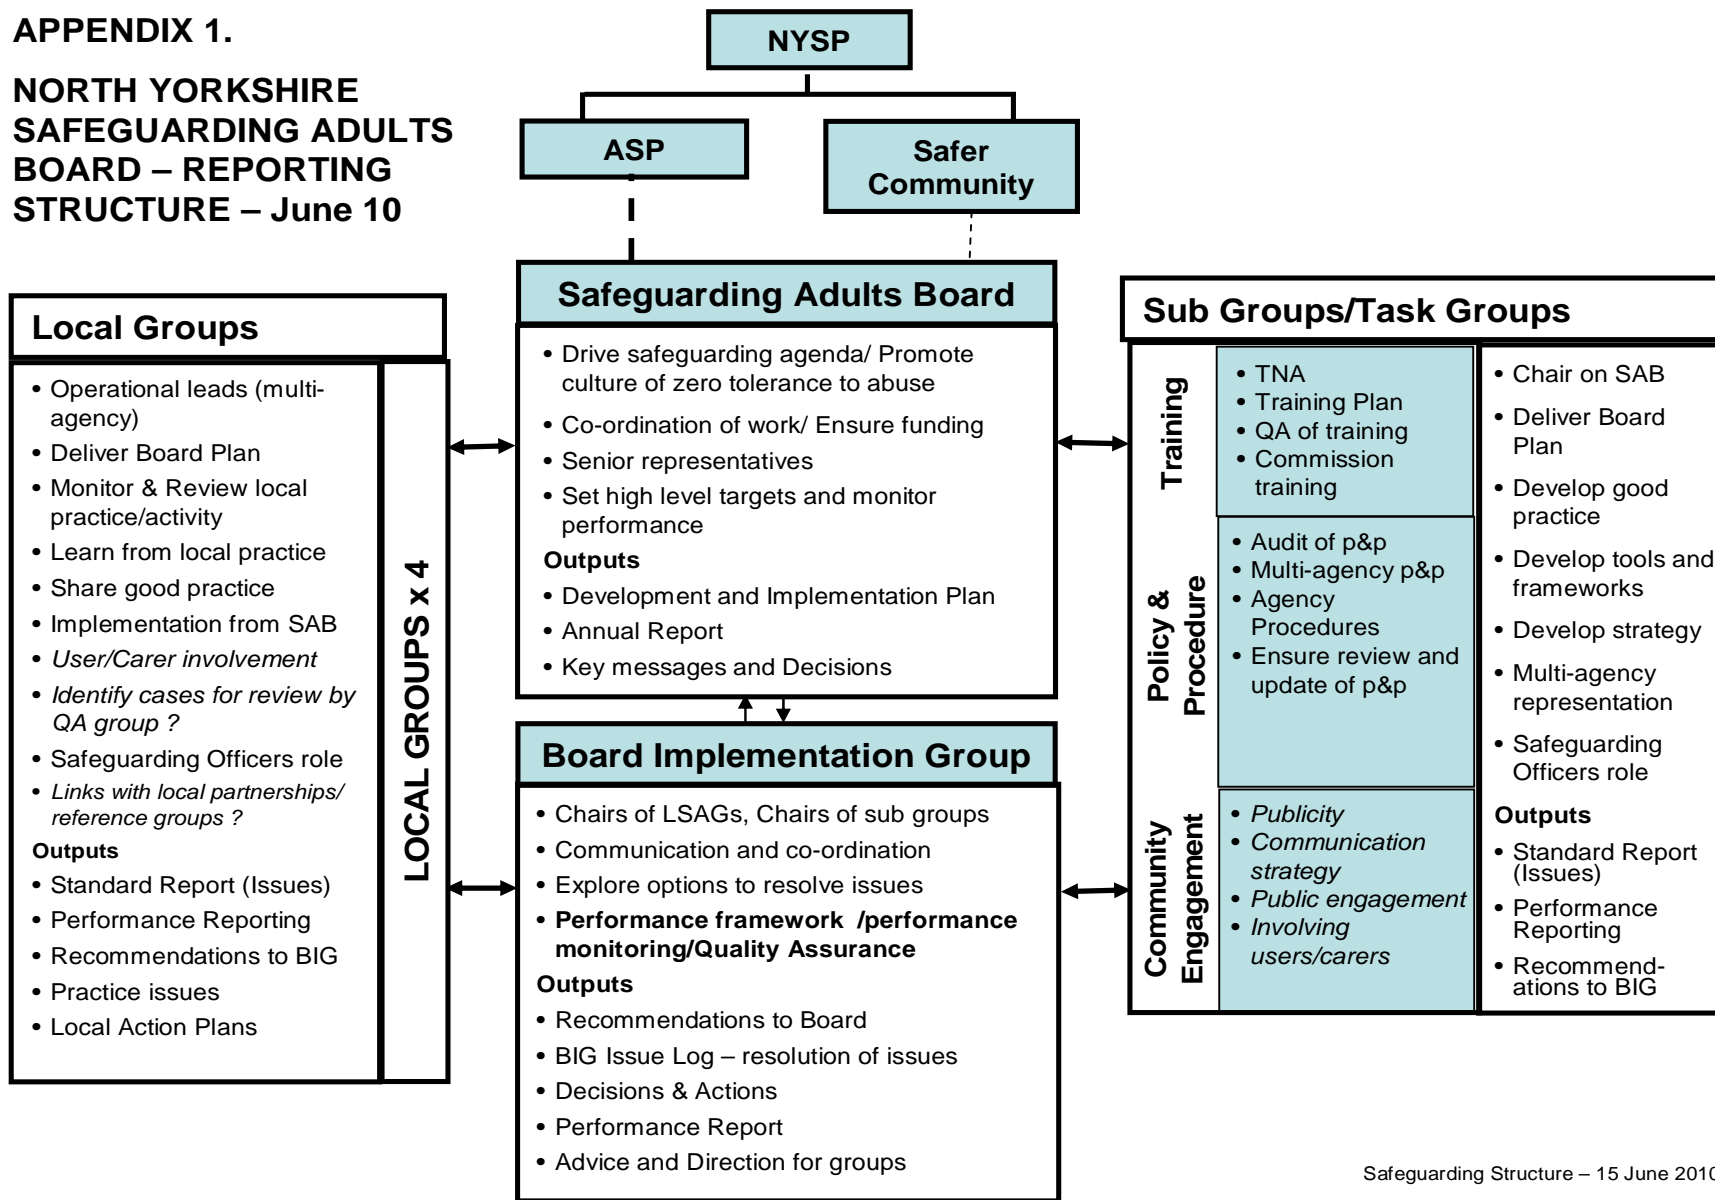 APPENDIX 1.
NORTH YORKSHIRE
SAFEGUARDING ADULTS
BOARD – REPORTING
STRUCTURE – June 10
NYSP
ASP
Safer
Community
Local Groups
• Operational leads (multi-
agency)
• Deliver Board Plan
• Monitor & Review local
practice/activity
• Learn from local practice
• Share good practice
• Implementation from SAB
• User/Carer involvement
• Identify cases for review by
QA group ?
• Safeguarding Officers role
• Links with local partnerships/
reference groups ?
Outputs
• Standard Report (Issues)
• Performance Reporting
• Recommendations to BIG
• Practice issues
• Local Action Plans
LOCAL GROUPS x 4
Safeguarding Adults Board
• Drive safeguarding agenda/ Promote
culture of zero tolerance to abuse
• Co-ordination of work/ Ensure funding
• Senior representatives
• Set high level targets and monitor
performance
Outputs
• Development and Implementation Plan
• Annual Report
• Key messages and Decisions
Board Implementation Group
• Chairs of LSAGs, Chairs of sub groups
• Communication and co-ordination
• Explore options to resolve issues
• Performance framework /performance
monitoring/Quality Assurance
Outputs
• Recommendations to Board
• BIG Issue Log – resolution of issues
• Decisions & Actions
• Performance Report
• Advice and Direction for groups
Sub Groups/Task Groups
Training
• TNA
• Training Plan
• QA of training
• Commission
training
Policy &
Procedure
• Audit of p&p
• Multi-agency p&p
• Agency
Procedures
• Ensure review and
update of p&p
Community
Engagement
• Publicity
• Communication
strategy
• Public engagement
• Involving
users/carers
• Chair on SAB
• Deliver Board
Plan
• Develop good
practice
• Develop tools and
frameworks
• Develop strategy
• Multi-agency
representation
• Safeguarding
Officers role
Outputs
• Standard Report
(Issues)
• Performance
Reporting
• Recommend-
ations to BIG
Safeguarding Structure – 15 June 2010